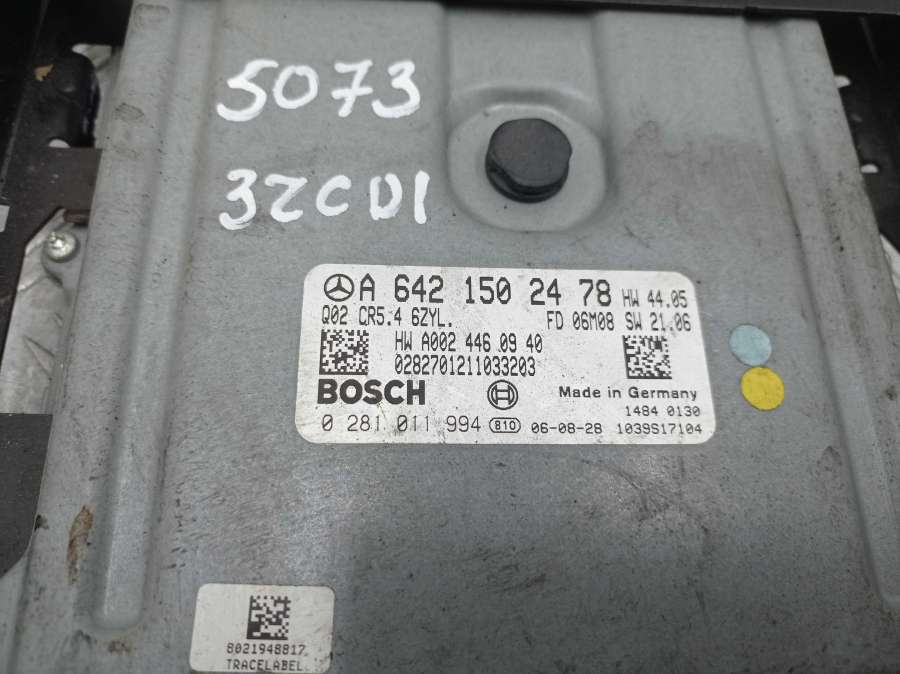 5073
32CDI
A 642 150 24 78 HW 44.05
Q02 CR5.4 6ZYL. FD 06M08 SW 21.06
HW A002 446 09 40
0282701211033203
BOSCH Made in Germany
1484 0130
0 281 011 994 810 06-08-28 1039S17104
8021948817
TRACELABEL